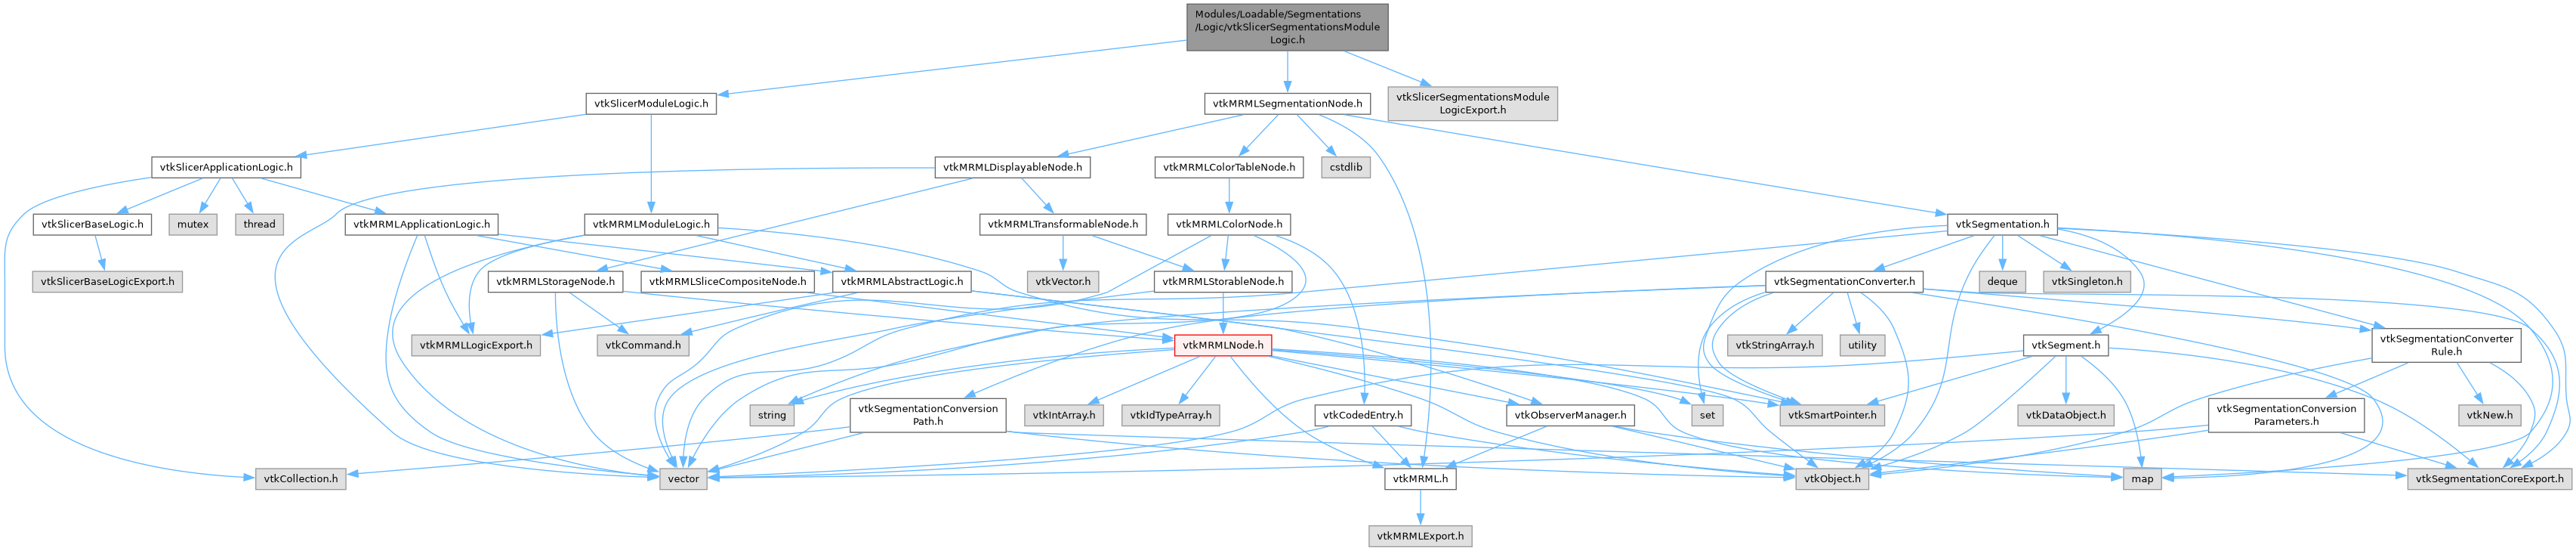 Modules/Loadable/Segmentations
/Logic/vtkSlicerSegmentationsModule
Logic.h
vtkSlicerModuleLogic.h
vtkMRMLSegmentationNode.h
vtkSlicerSegmentationsModule
LogicExport.h
vtkSlicerApplicationLogic.h
vtkMRMLDisplayableNode.h
vtkMRMLColorTableNode.h
cstdlib
vtkSlicerBaseLogic.h
mutex
thread
vtkMRMLApplicationLogic.h
vtkMRMLModuleLogic.h
vtkMRMLTransformableNode.h
vtkMRMLColorNode.h
vtkSegmentation.h
vtkSlicerBaseLogicExport.h
vtkMRMLStorageNode.h
vtkMRMLSliceCompositeNode.h
vtkMRMLAbstractLogic.h
vtkVector.h
vtkMRMLStorableNode.h
vtkSegmentationConverter.h
deque
vtkSingleton.h
vtkMRMLLogicExport.h
vtkCommand.h
vtkMRMLNode.h
vtkStringArray.h
utility
vtkSegment.h
vtkSegmentationConverter
Rule.h
string
vtkSegmentationConversion
Path.h
vtkIntArray.h
vtkIdTypeArray.h
vtkCodedEntry.h
vtkObserverManager.h
set
vtkSmartPointer.h
vtkDataObject.h
vtkSegmentationConversion
Parameters.h
vtkNew.h
vtkCollection.h
vector
vtkMRML.h
vtkObject.h
map
vtkSegmentationCoreExport.h
vtkMRMLExport.h